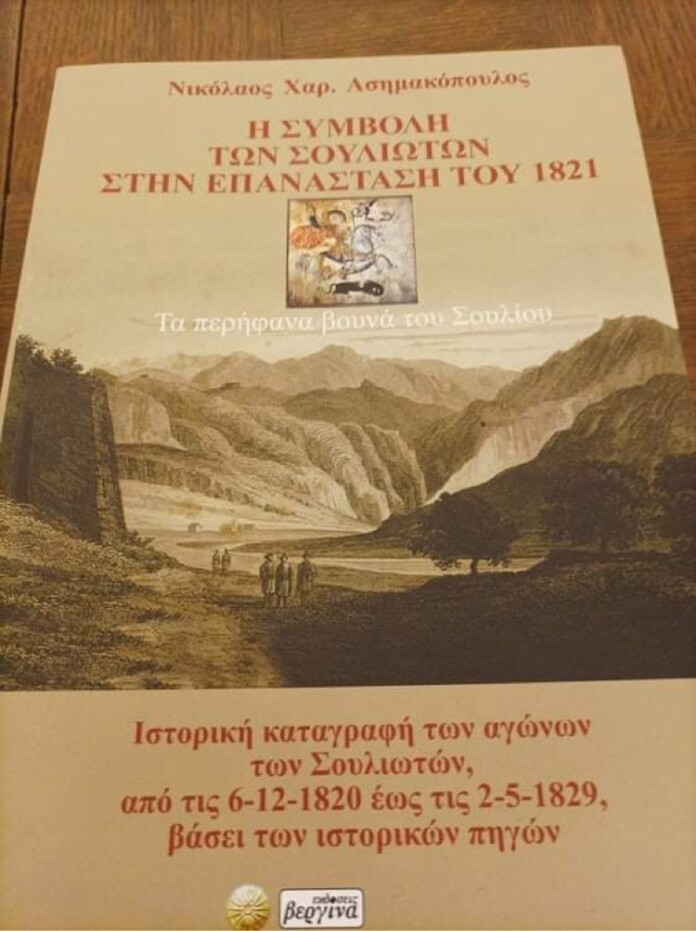 Νικόλαος Χαρ. Ασημακόπουλος
Η ΣΥΜΒΟΛΗ
ΤΩΝ ΣΟΥΛΙΩΤΩΝ
ΣΤΗΝ ΕΠΑΝΑΣΤΑΣΗ ΤΟΥ 1821
Τα περήφανα βουνά του Σουλίου
Ιστορική καταγραφή των αγώνων
των Σουλιωτών,
από τις 6-12-1820 έως τις 2-5-1829,
βάσει των ιστορικών πηγών
εκδόσεις
βεργίνα